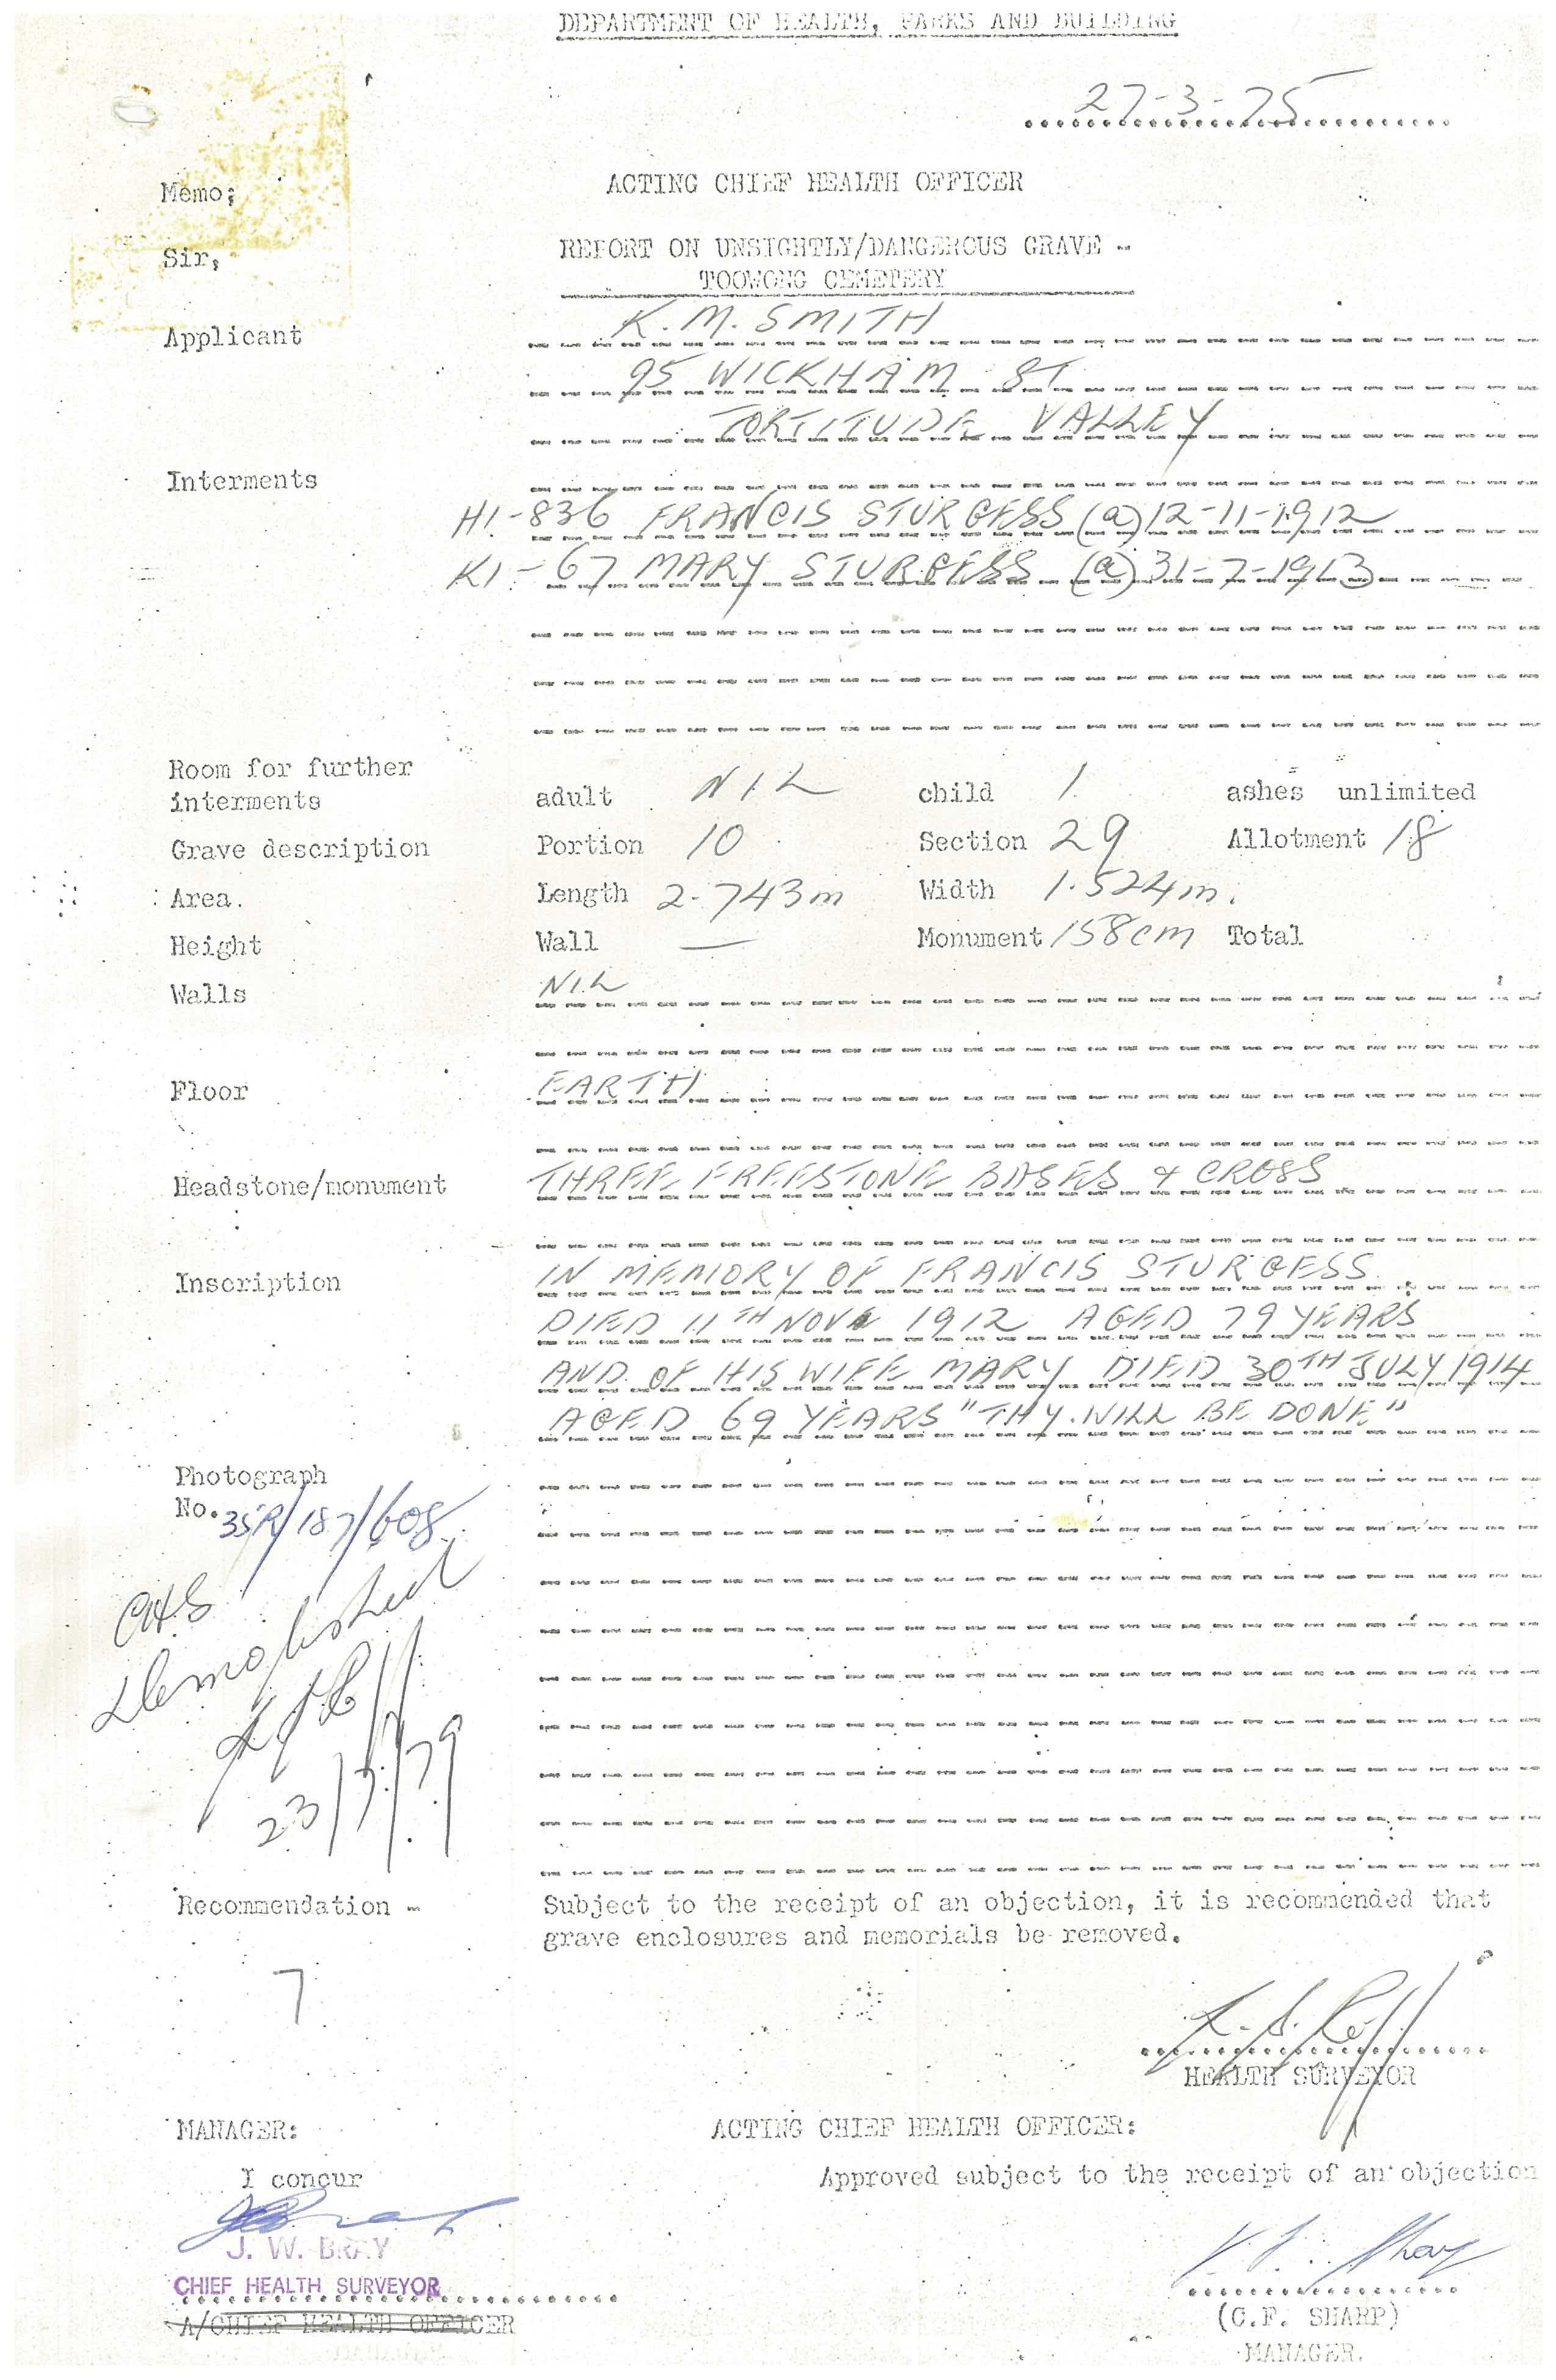 DEPARTMENT OF HEALTH, PARKS AND BUILDING
27-3-75
Memo; ACTING CHIEF HEALTH OFFICER
Sir, REPORT ON UNSIGHTLY/DANGEROUS GRAVE -
TOOWONG CEMETERY
Applicant K. M. SMITH
95 WICKHAM ST
FORTITUDE VALLEY
Interments
H1-836 FRANCIS STURGESS (a) 12-11-1912
K1-67 MARY STURGESS (a) 31-7-1913
Room for further
interments adult NIL child 1 ashes unlimited
Grave description Portion 10 Section 29 Allotment 18
Area. Length 2.743m Width 1.524m.
Height Wall — Monument 158cm Total
Walls NIL
Floor EARTH
Headstone/monument THREE FREESTONE BASES & CROSS
Inscription IN MEMORY OF FRANCIS STURGESS
DIED 11TH NOV 1912 AGED 79 YEARS
AND OF HIS WIFE MARY DIED 30TH JULY 1914
AGED 69 YEARS "THY WILL BE DONE"
Photograph
No. 35R/187/608
CHS
Demolished
23/7/79
Recommendation - Subject to the receipt of an objection, it is recommended that
grave enclosures and memorials be removed.
7
HEALTH SURVEYOR
MANAGER: ACTING CHIEF HEALTH OFFICER:
I concur Approved subject to the receipt of an objection
J. W. BRAY
CHIEF HEALTH SURVEYOR
A/CHIEF HEALTH OFFICER
(C.F. SHARP)
MANAGER.